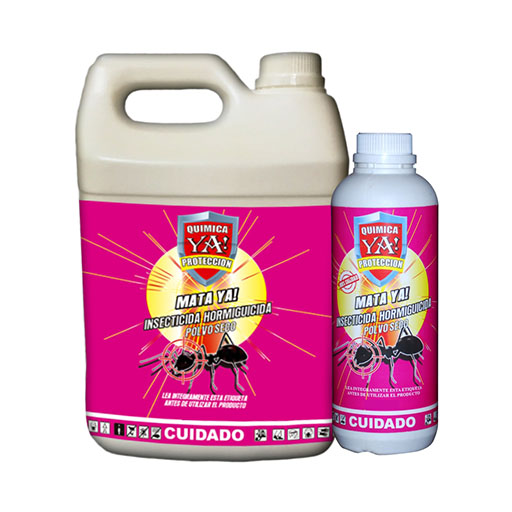 QUIMICA
YA!
PROTECCION
MATA YA!
INSECTICIDA HORMIGUICIDA
POLVO SECO
LEA INTEGRAMENTE ESTA ETIQUETA
ANTES DE UTILIZAR EL PRODUCTO
CUIDADO
QUIMICA
YA!
PROTECCION
MATA YA!
INSECTICIDA HORMIGUICIDA
POLVO SECO
LEA INTEGRAMENTE ESTA ETIQUETA
ANTES DE UTILIZAR EL PRODUCTO
CUIDADO